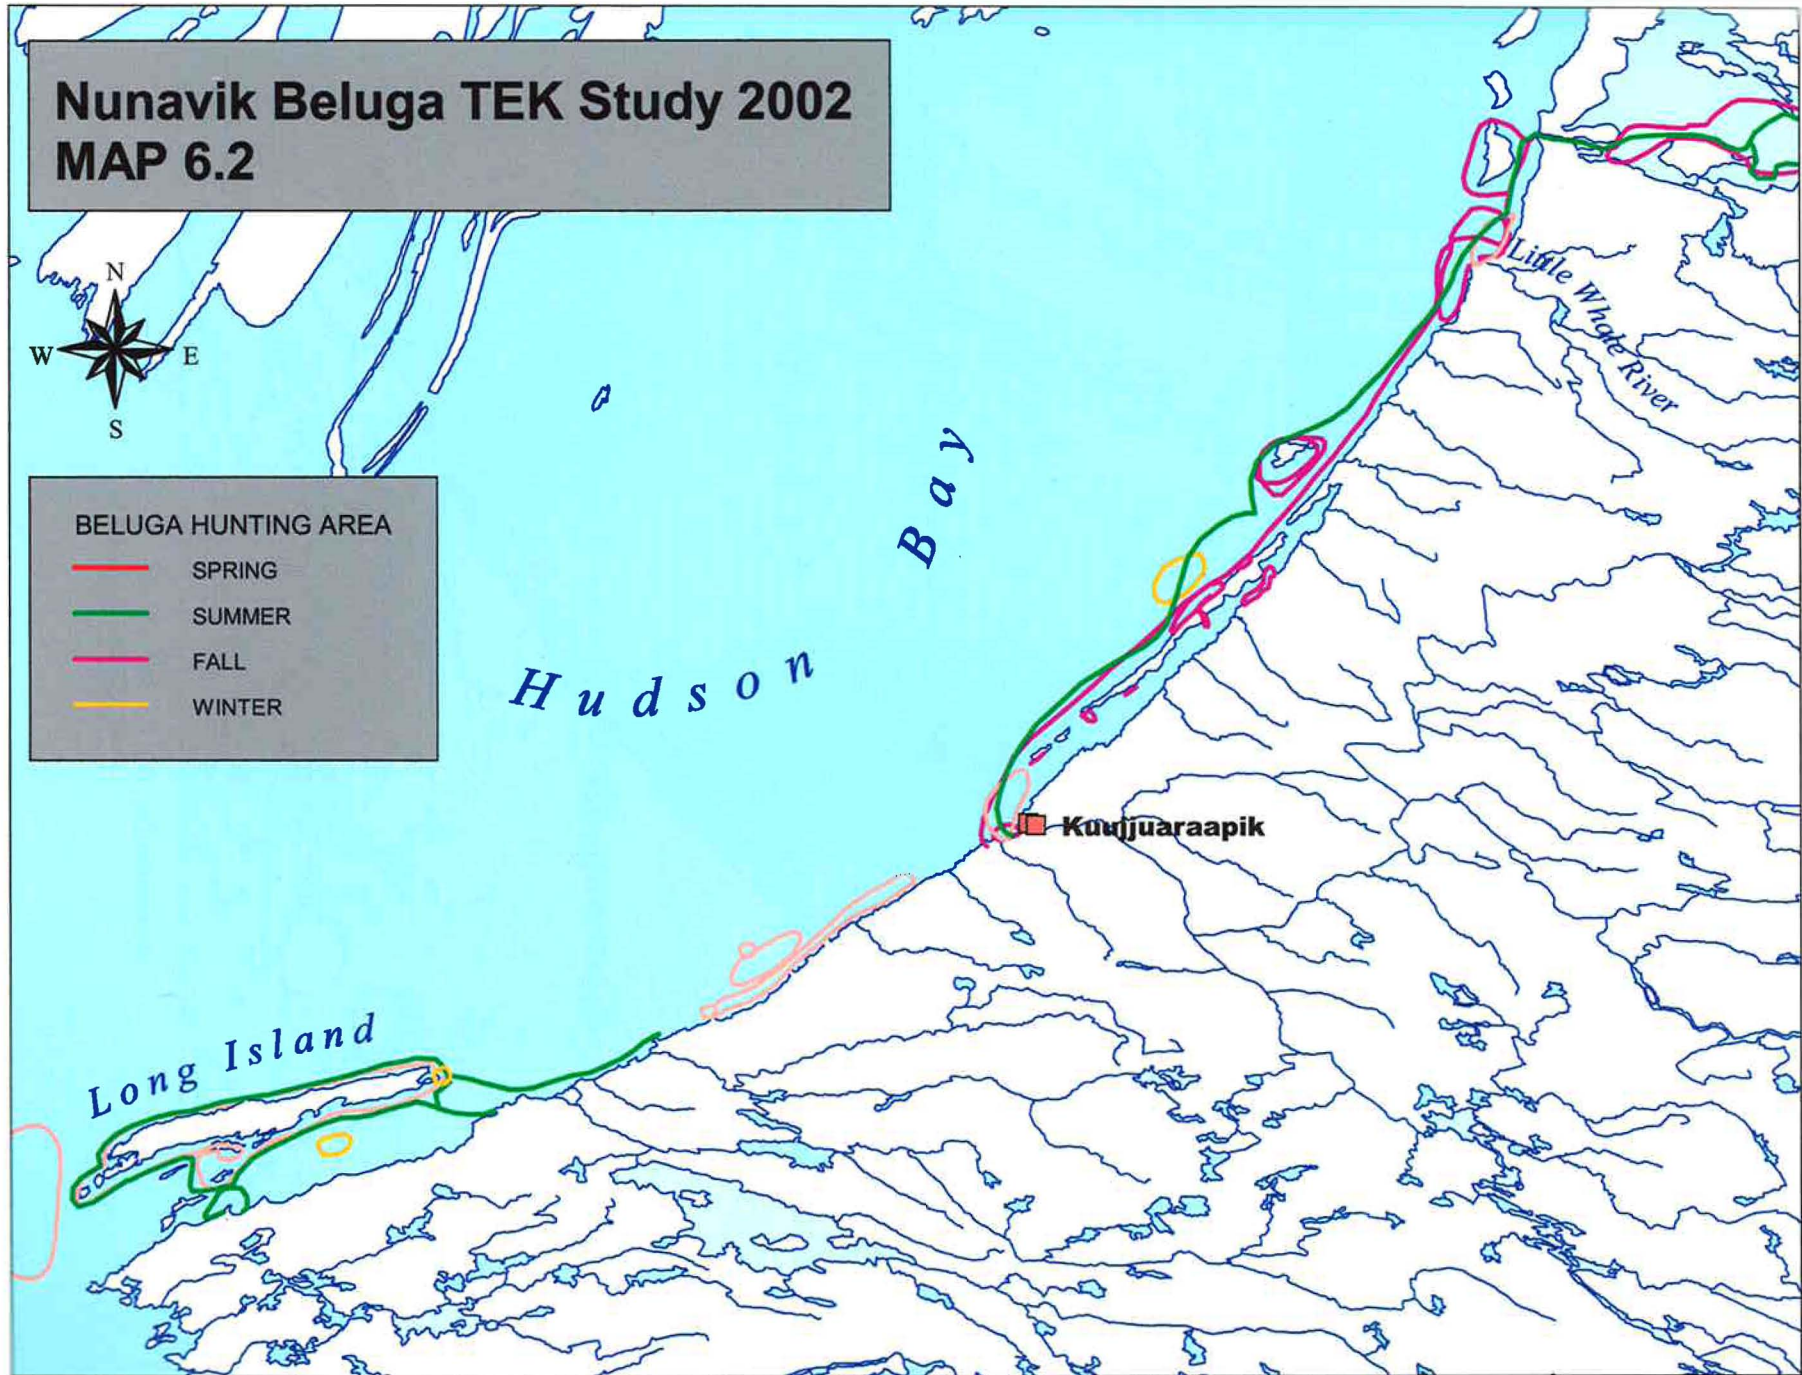 Nunavik Beluga TEK Study 2002
MAP 6.2
N
W
E
S
BELUGA HUNTING AREA
SPRING
SUMMER
FALL
WINTER
Hudson
Bay
Little Whale River
Kuujjuaraapik
Long Island